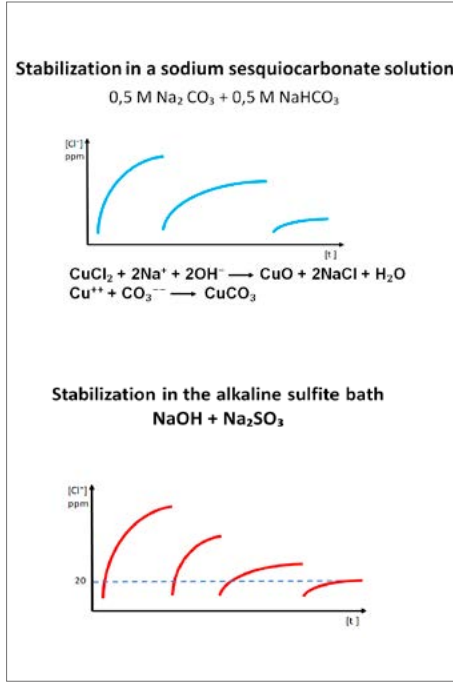 Stabilization in a sodium sesquiocarbonate solution
0,5 M Na₂ CO₃ + 0,5 M NaHCO₃
[Cl⁻]
ppm
[t]
CuCl₂ + 2Na⁺ + 2OH⁻ ⟶ CuO + 2NaCl + H₂O
Cu⁺⁺ + CO₃⁻⁻ ⟶ CuCO₃
Stabilization in the alkaline sulfite bath
NaOH + Na₂SO₃
[Cl⁻]
ppm
20
[t]